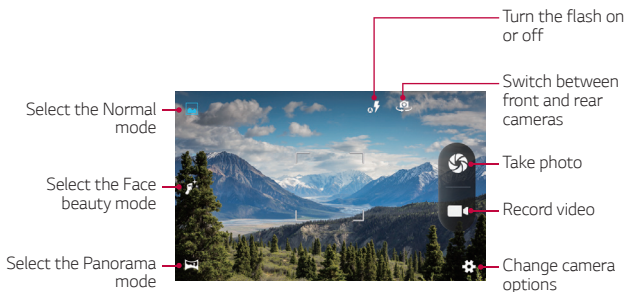 Turn the flash on
or off
Switch between
front and rear
cameras
Select the Normal
mode
Take photo
Select the Face
beauty mode
Record video
Select the Panorama
mode
Change camera
options